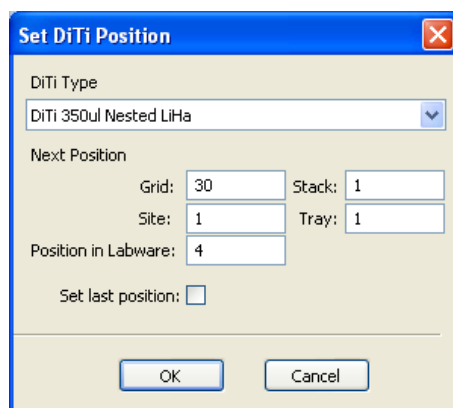 Set DiTi Position
DiTi Type
DiTi 350ul Nested LiHa
Next Position
Grid: 30 Stack: 1
Site: 1 Tray: 1
Position in Labware: 4
Set last position:
OK Cancel